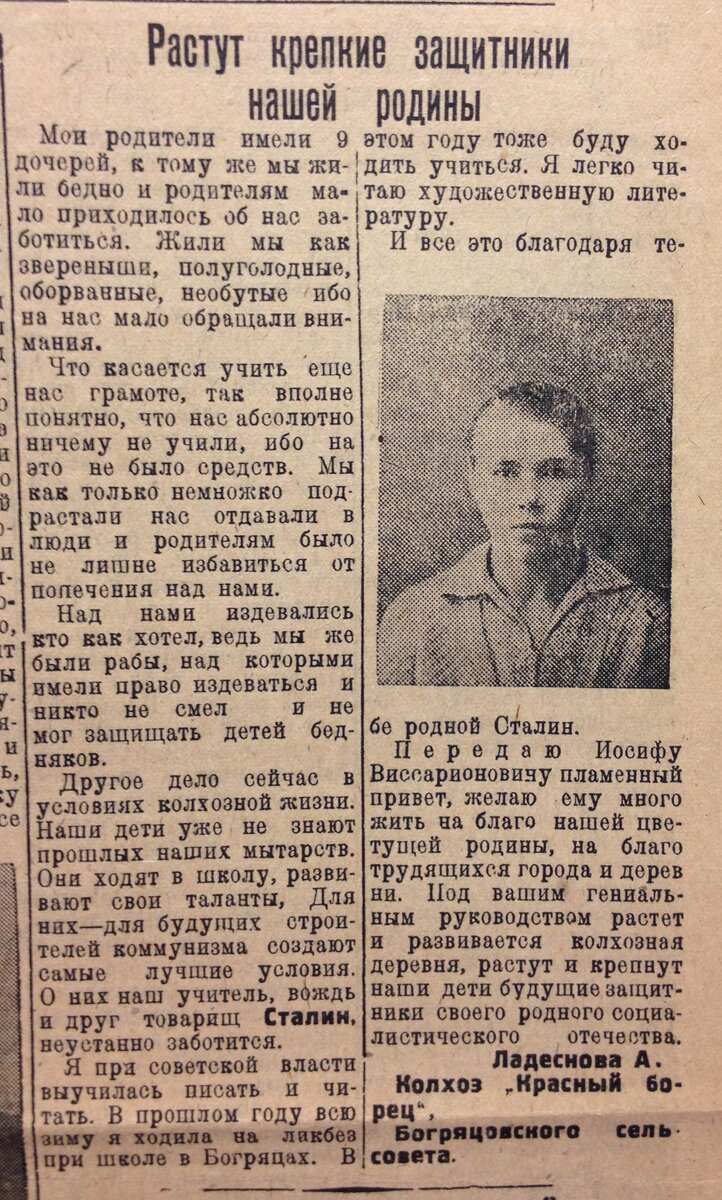 Растут крепкие защитники
нашей родины
Мои родители имели 9
дочерей, к тому же мы жи-
ли бедно и родителям ма-
ло приходилось об нас за-
ботиться. Жили мы как
звереныши, полуголодные,
оборванные, необутые ибо
на нас мало обращали вни-
мания.
Что касается учить еще
нас грамоте, так вполне
понятно, что нас абсолютно
ничему не учили, ибо на
это не было средств. Мы
как только немножко под-
растали нас отдавали в
люди и родителям было
не лишне избавиться от
попечения над нами.
Над нами издевались
кто как хотел, ведь мы же
были рабы, над которыми
имели право издеваться и
никто не смел и не
мог защищать детей бед-
няков.
Другое дело сейчас в
условиях колхозной жизни.
Наши дети уже не знают
прошлых наших мытарств.
Они ходят в школу, разви-
вают свои таланты, Для
них—для будущих строи-
телей коммунизма создают
самые лучшие условия.
О них наш учитель, вождь
и друг товарищ Сталин,
неустанно заботится.
Я при советской власти
выучилась писать и чи-
тать. В прошлом году всю
зиму я ходила на ликбез
при школе в Богряцах. В
этом году тоже буду хо-
дить учиться. Я легко чи-
таю художественную лите-
ратуру.
И все это благодаря те-
бе родной Сталин.
Передаю Иосифу
Виссарионовичу пламенный
привет, желаю ему много
жить на благо нашей цве-
тущей родины, на благо
трудящихся города и дерев
ни. Под вашим гениаль-
ным руководством растет
и развивается колхозная
деревня, растут и крепнут
наши дети будущие защит-
ники своего родного социа-
листического отечества.
Ладеснова А.
Колхоз „Красный бо-
рец",
Богряцовского сель-
совета.